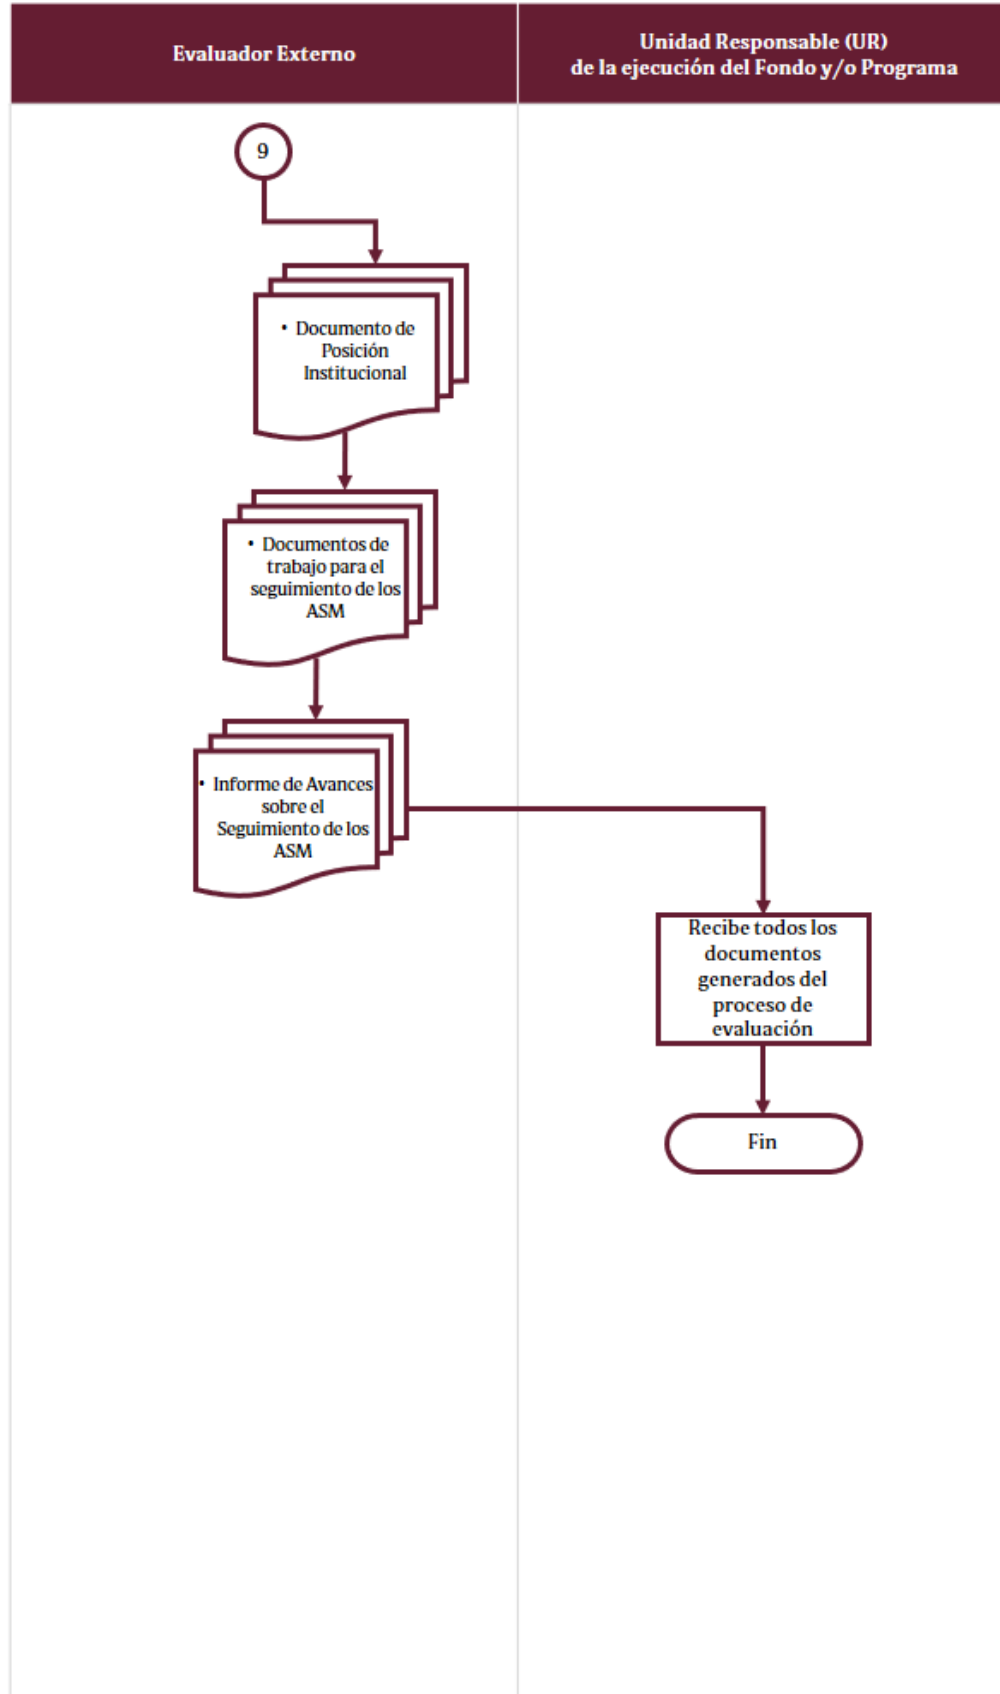 Evaluador Externo
Unidad Responsable (UR)
de la ejecución del Fondo y/o Programa
9
• Documento de
Posición
Institucional
• Documentos de
trabajo para el
seguimiento de los
ASM
• Informe de Avances
sobre el
Seguimiento de los
ASM
Recibe todos los
documentos
generados del
proceso de
evaluación
Fin